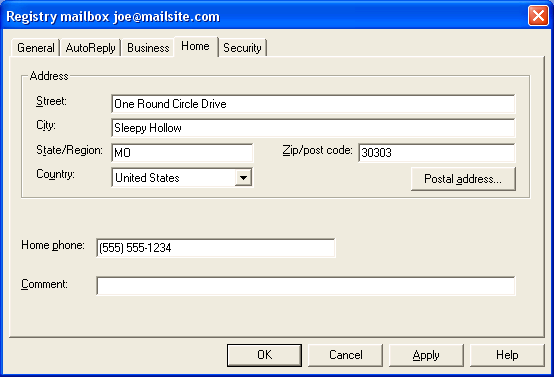 Registry mailbox joe@mailsite.com
General AutoReply Business Home Security
Address
Street: One Round Circle Drive
City: Sleepy Hollow
State/Region: MO Zip/post code: 30303
Country: United States Postal address...
Home phone: (555) 555-1234
Comment:
OK Cancel Apply Help